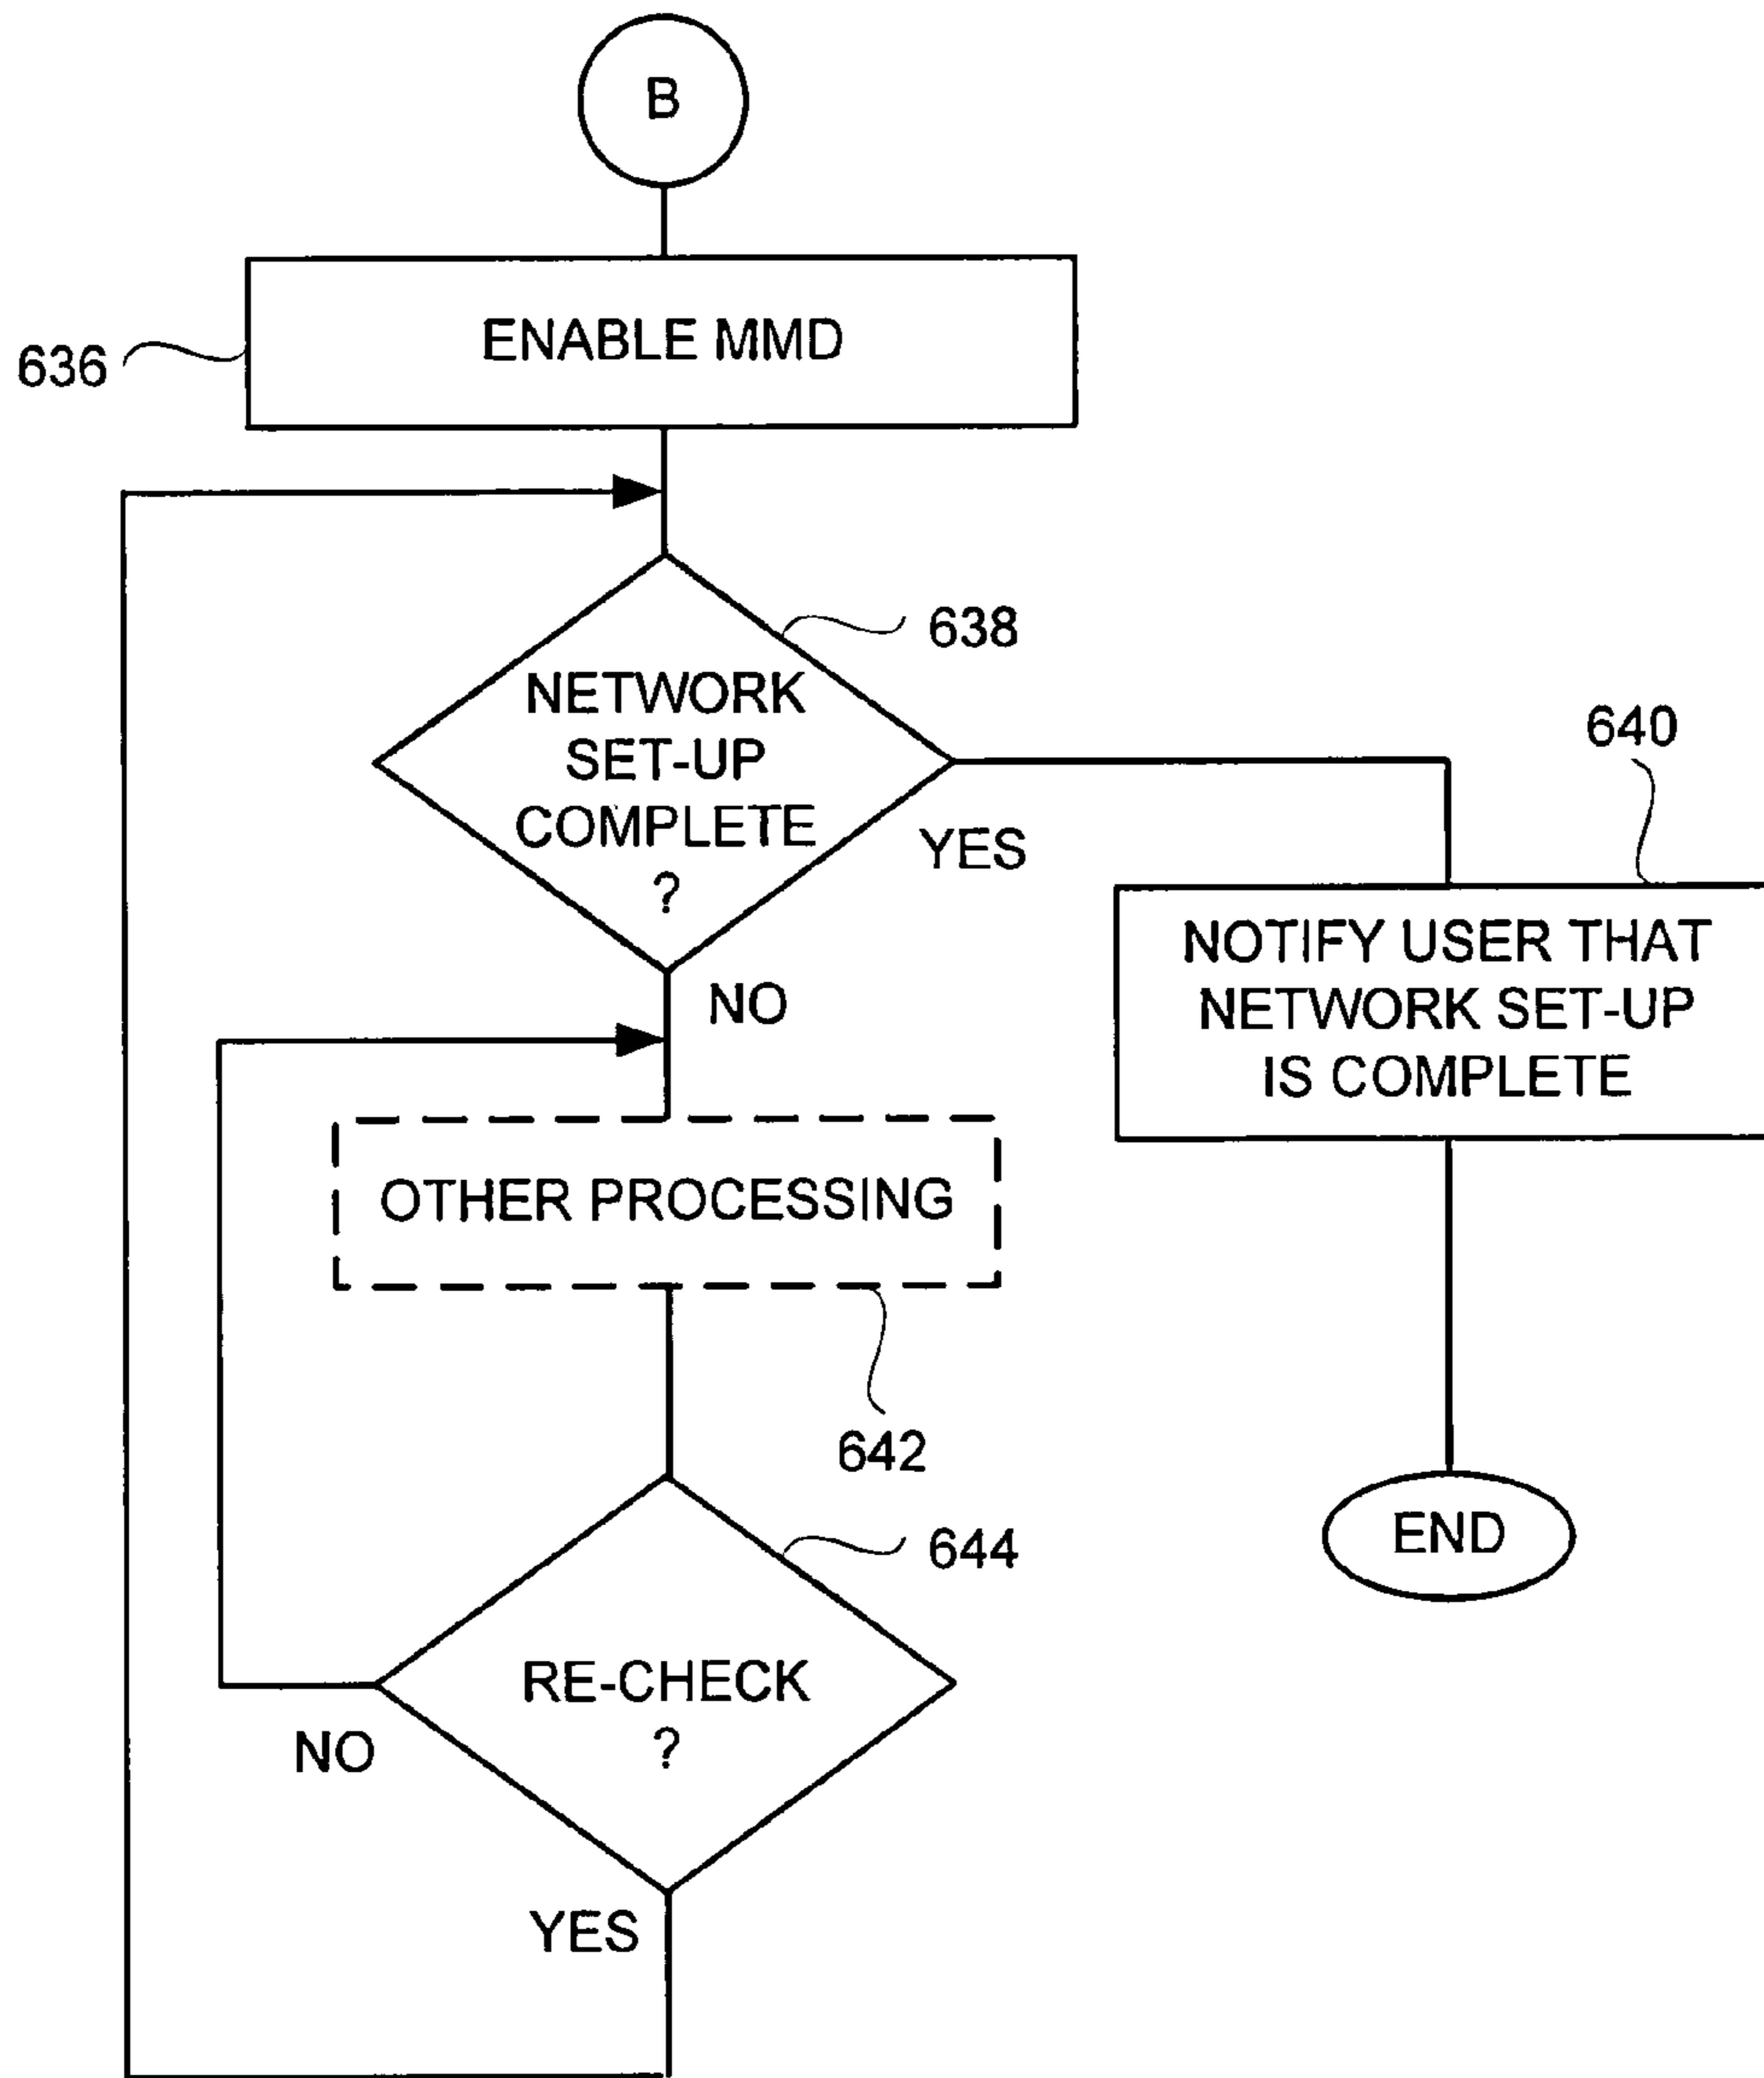 B
ENABLE MMD
636
638
NETWORK
SET-UP
COMPLETE
?
YES
NO
640
NOTIFY USER THAT
NETWORK SET-UP
IS COMPLETE
OTHER PROCESSING
642
644
RE-CHECK
?
NO
YES
END